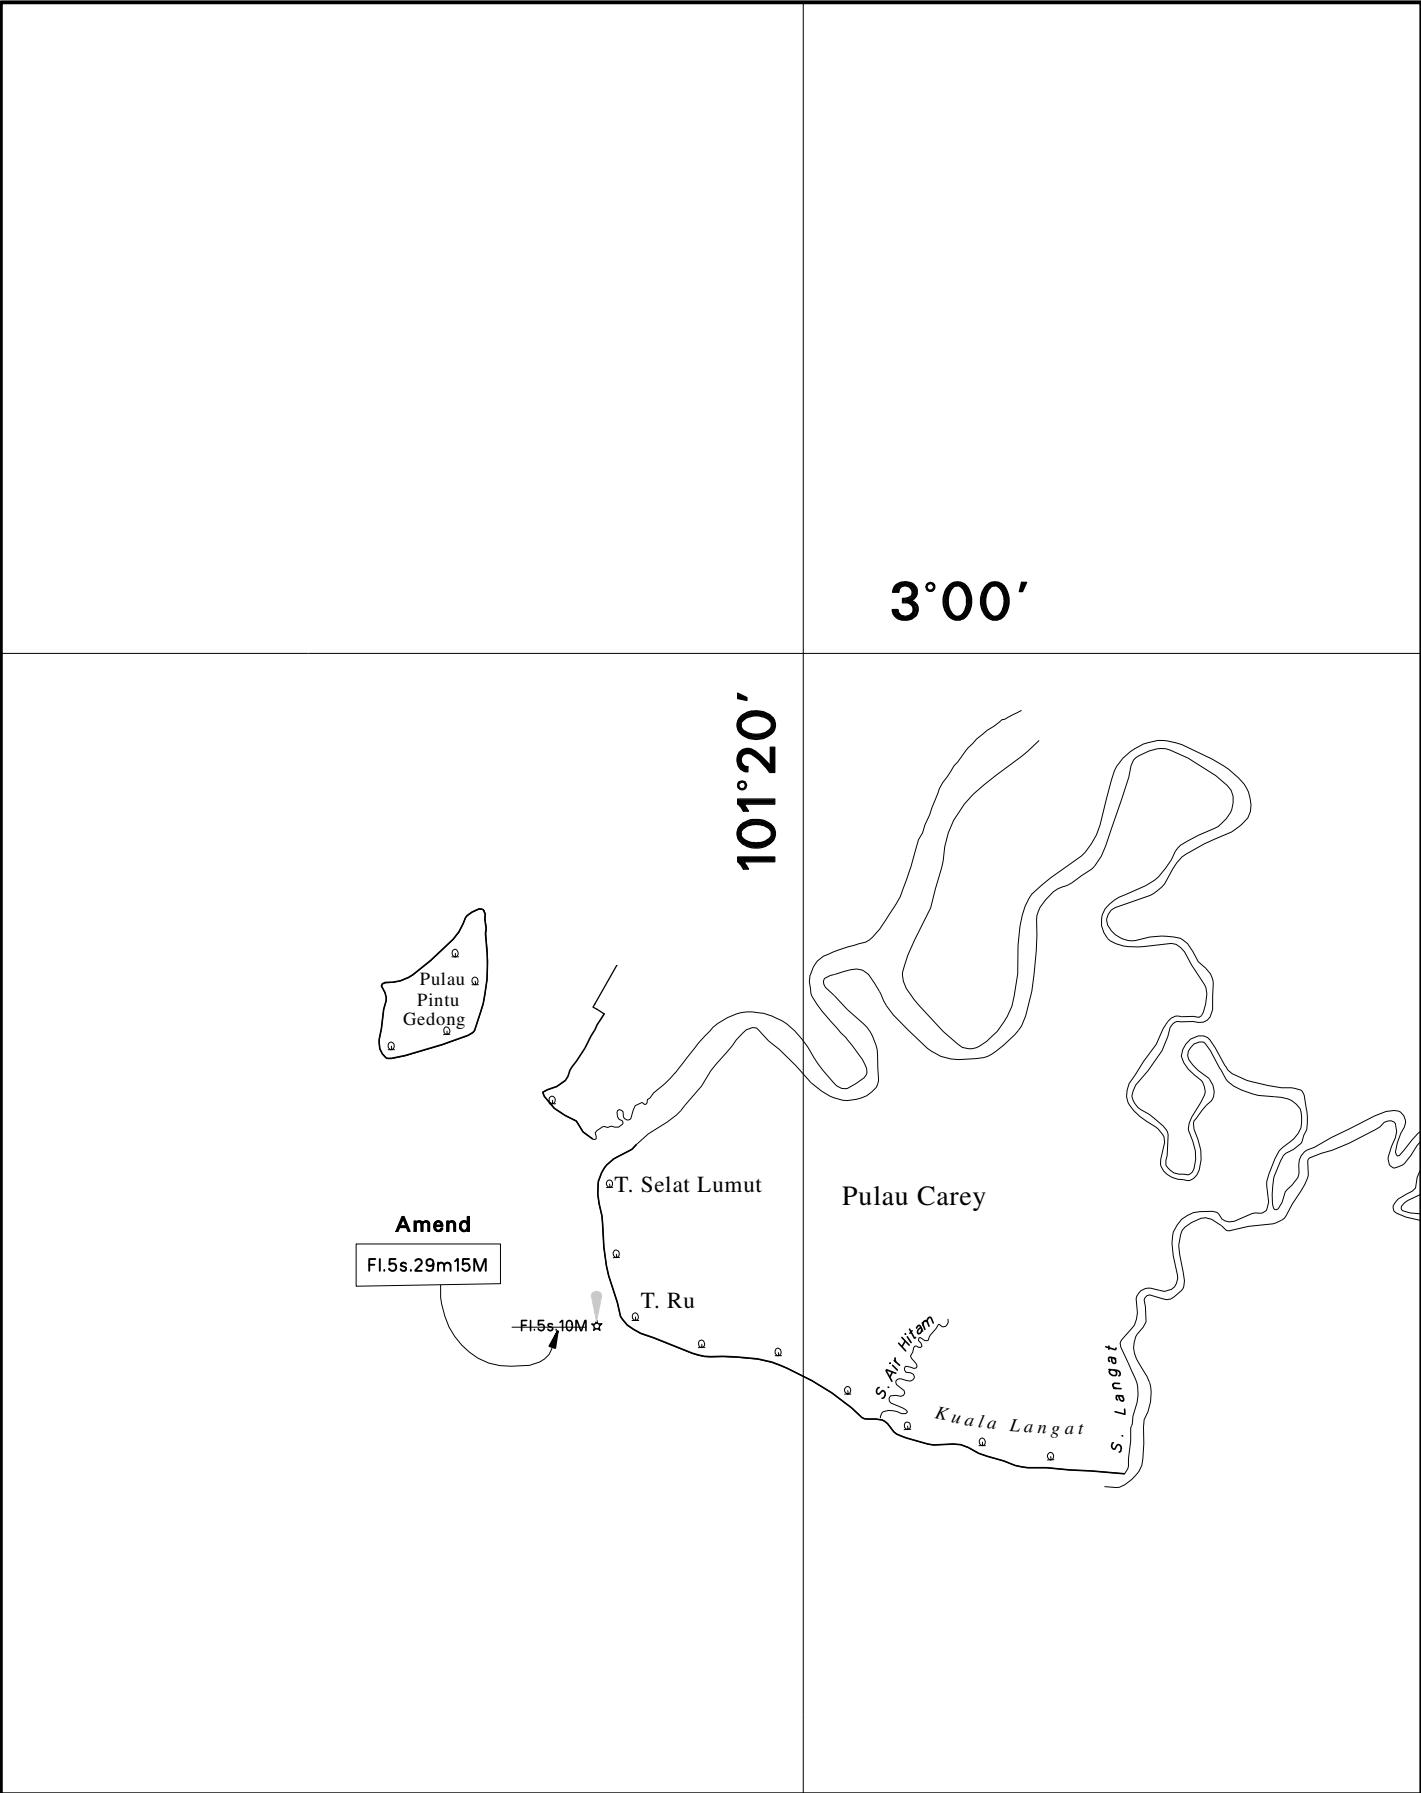 3°00′
101°20′
Pulau
Pintu
Gedong
T. Selat Lumut
Pulau Carey
Amend
Fl.5s.29m15M
T. Ru
Fl.5s.10M
S. Air Hitam
Kuala Langat
S. Langat